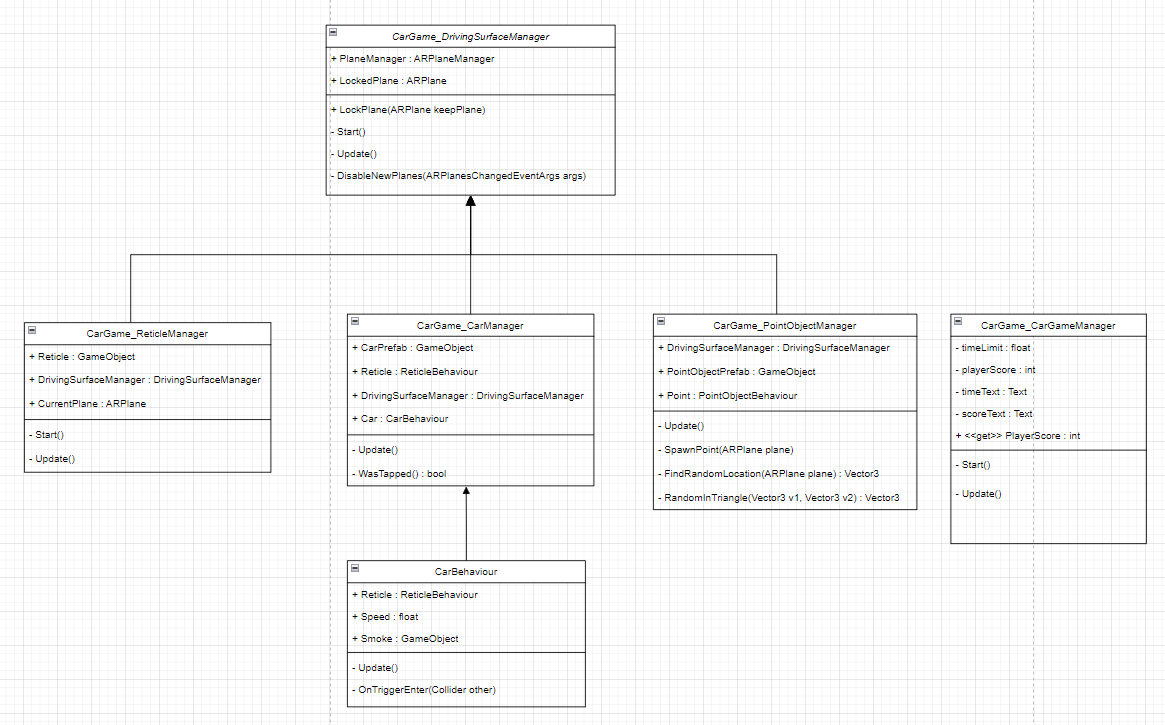 CarGame_DrivingSurfaceManager
+ PlaneManager : ARPlaneManager
+ LockedPlane : ARPlane
+ LockPlane(ARPlane keepPlane)
- Start()
- Update()
- DisableNewPlanes(ARPlanesChangedEventArgs args)
CarGame_ReticleManager
+ Reticle : GameObject
+ DrivingSurfaceManager : DrivingSurfaceManager
+ CurrentPlane : ARPlane
- Start()
- Update()
CarGame_CarManager
+ CarPrefab : GameObject
+ Reticle : ReticleBehaviour
+ DrivingSurfaceManager : DrivingSurfaceManager
+ Car : CarBehaviour
- Update()
- WasTapped() : bool
CarGame_PointObjectManager
+ DrivingSurfaceManager : DrivingSurfaceManager
+ PointObjectPrefab : GameObject
+ Point : PointObjectBehaviour
- Update()
- SpawnPoint(ARPlane plane)
- FindRandomLocation(ARPlane plane) : Vector3
- RandomInTriangle(Vector3 v1, Vector3 v2) : Vector3
CarGame_CarGameManager
- timeLimit : float
- playerScore : int
- timeText : Text
- scoreText : Text
+ <<get>> PlayerScore : int
- Start()
- Update()
CarBehaviour
+ Reticle : ReticleBehaviour
+ Speed : float
+ Smoke : GameObject
- Update()
- OnTriggerEnter(Collider other)